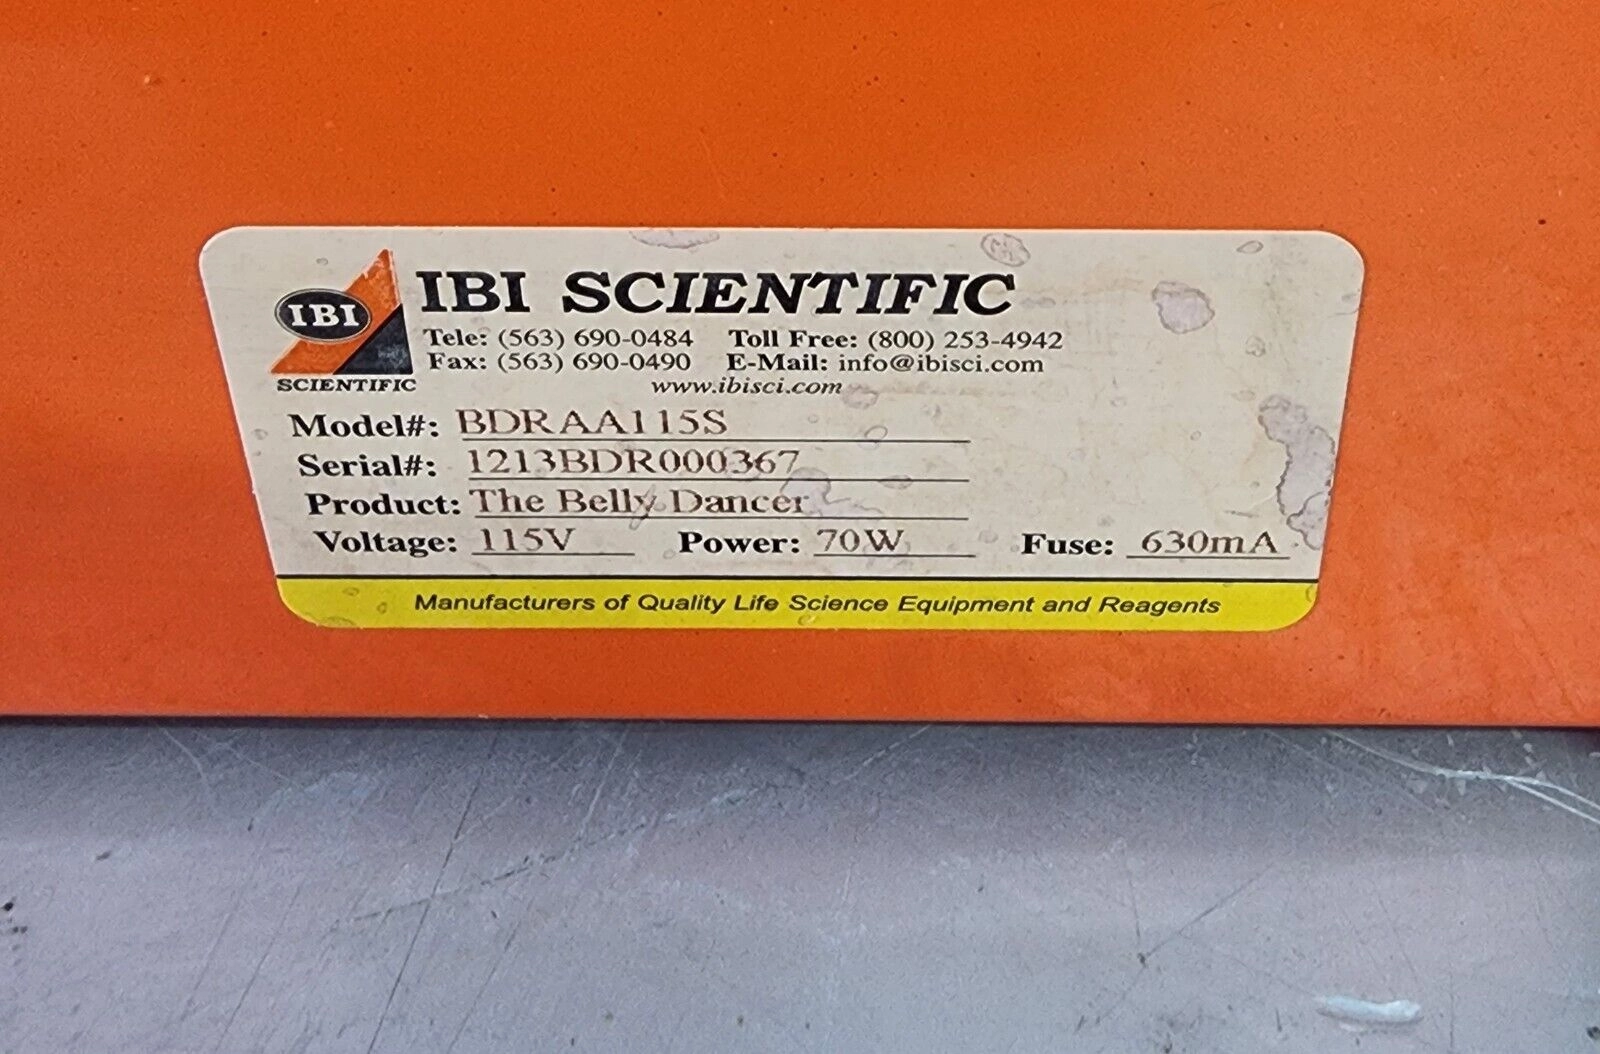 IBI
SCIENTIFIC
IBI SCIENTIFIC
Tele: (563) 690-0484 Toll Free: (800) 253-4942
Fax: (563) 690-0490 E-Mail: info@ibisci.com
www.ibisci.com
Model#: BDRAA115S
Serial#: 1213BDR000367
Product: The Belly Dancer
Voltage: 115V Power: 70W Fuse: 630mA
Manufacturers of Quality Life Science Equipment and Reagents